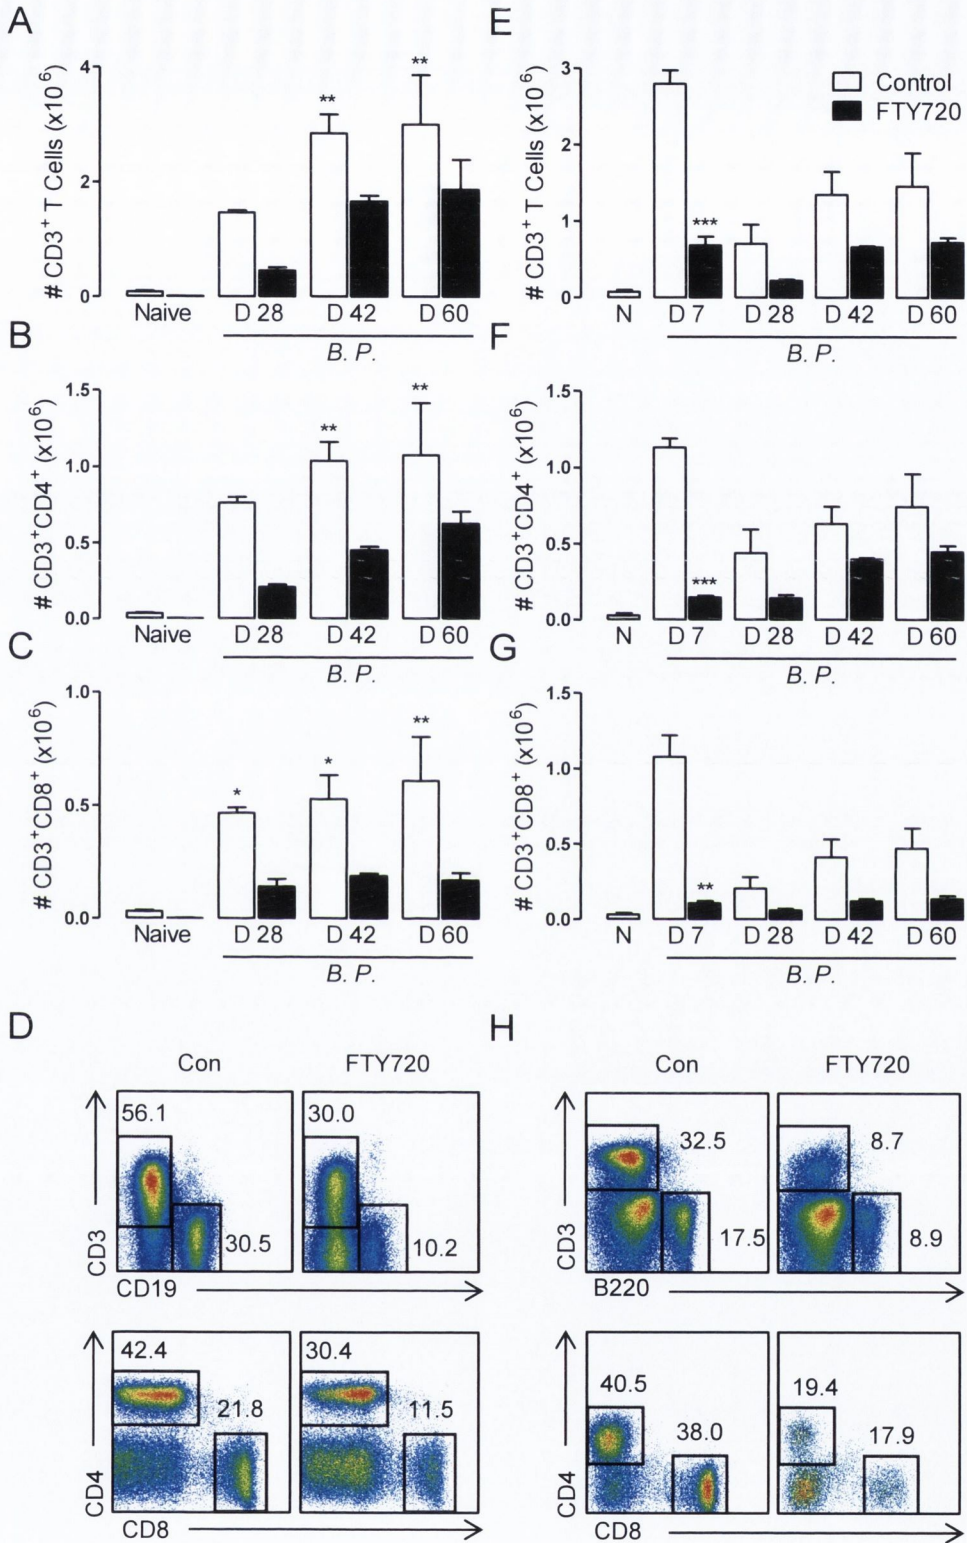 A
# CD3+ T Cells (x10^6)
4
2
0
**
**
Naive
D 28
D 42
D 60
B. P.
E
# CD3+ T Cells (x10^6)
3
2
1
0
Control
FTY720
***
N
D 7
D 28
D 42
D 60
B. P.
B
# CD3+CD4+ (x10^6)
1.5
1.0
0.5
0.0
**
**
Naive
D 28
D 42
D 60
B. P.
F
# CD3+CD4+ (x10^6)
1.5
1.0
0.5
0.0
***
N
D 7
D 28
D 42
D 60
B. P.
C
# CD3+CD8+ (x10^6)
1.0
0.5
0.0
*
*
**
Naive
D 28
D 42
D 60
B. P.
G
# CD3+CD8+ (x10^6)
1.5
1.0
0.5
0.0
**
N
D 7
D 28
D 42
D 60
B. P.
D
Con
FTY720
56.1
30.5
30.0
10.2
CD3
CD19
42.4
21.8
30.4
11.5
CD4
CD8
H
Con
FTY720
32.5
17.5
8.7
8.9
CD3
B220
40.5
38.0
19.4
17.9
CD4
CD8